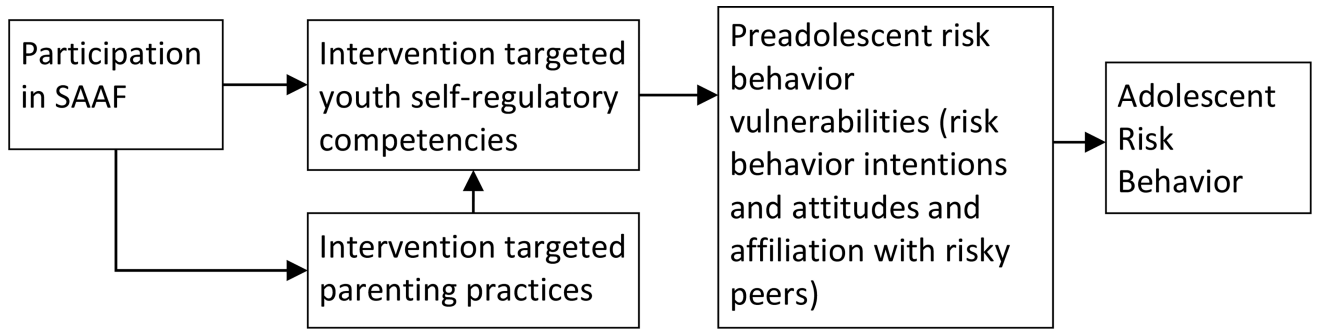 Participation
in SAAF
Intervention targeted
youth self-regulatory
competencies
Intervention targeted
parenting practices
Preadolescent risk
behavior
vulnerabilities (risk
behavior intentions
and attitudes and
affiliation with risky
peers)
Adolescent
Risk
Behavior